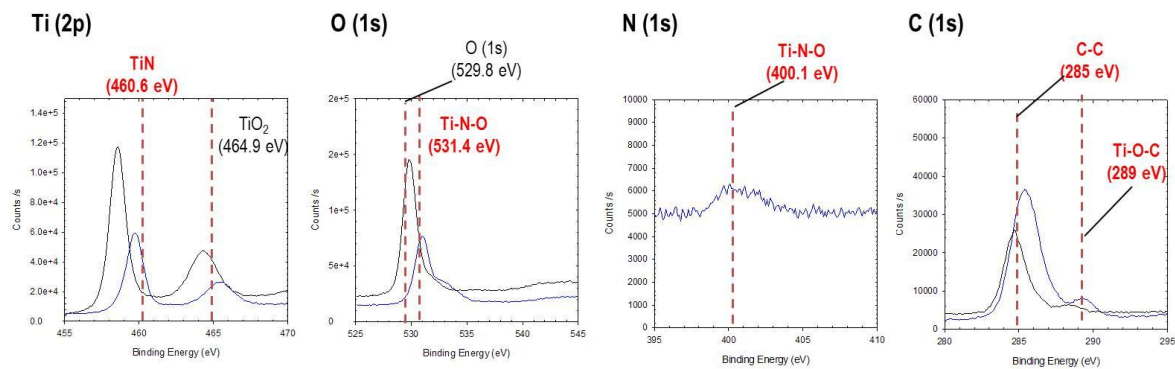 Ti (2p)
TiN
(460.6 eV)
TiO2
(464.9 eV)
Counts /s
1.4e+5
1.2e+5
1.0e+5
8.0e+4
6.0e+4
4.0e+4
2.0e+4
0.0
455
460
465
470
Binding Energy (eV)
O (1s)
O (1s)
(529.8 eV)
Ti-N-O
(531.4 eV)
Counts /s
2e+5
2e+5
1e+5
5e+4
0
525
530
535
540
545
Binding Energy (eV)
N (1s)
Ti-N-O
(400.1 eV)
Counts /s
10000
9000
8000
7000
6000
5000
4000
3000
2000
1000
0
395
400
405
410
Binding Energy (eV)
C (1s)
C-C
(285 eV)
Ti-O-C
(289 eV)
Counts /s
60000
50000
40000
30000
20000
10000
0
280
285
290
295
Binding Energy (eV)